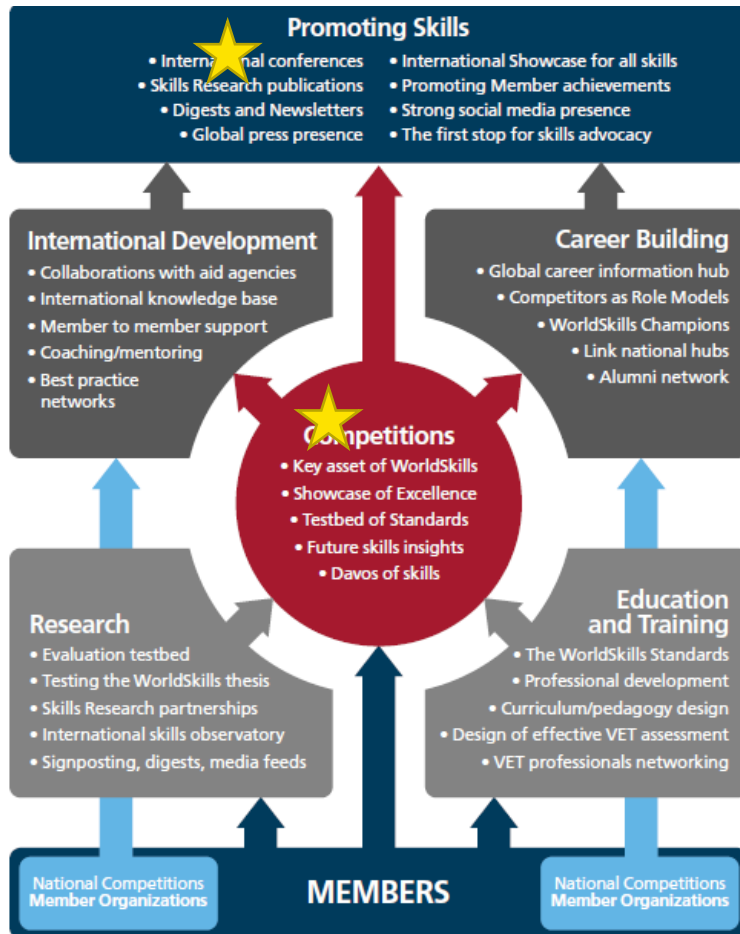 Promoting Skills
• International conferences
• Skills Research publications
• Digests and Newsletters
• Global press presence
• International Showcase for all skills
• Promoting Member achievements
• Strong social media presence
• The first stop for skills advocacy
International Development
• Collaborations with aid agencies
• International knowledge base
• Member to member support
• Coaching/mentoring
• Best practice
networks
Career Building
• Global career information hub
• Competitors as Role Models
• WorldSkills Champions
• Link national hubs
• Alumni network
Competitions
• Key asset of WorldSkills
• Showcase of Excellence
• Testbed of Standards
• Future skills insights
• Davos of skills
Research
• Evaluation testbed
• Testing the WorldSkills thesis
• Skills Research partnerships
• International skills observatory
• Signposting, digests, media feeds
Education
and Training
• The WorldSkills Standards
• Professional development
• Curriculum/pedagogy design
• Design of effective VET assessment
• VET professionals networking
National Competitions
Member Organizations
MEMBERS
National Competitions
Member Organizations